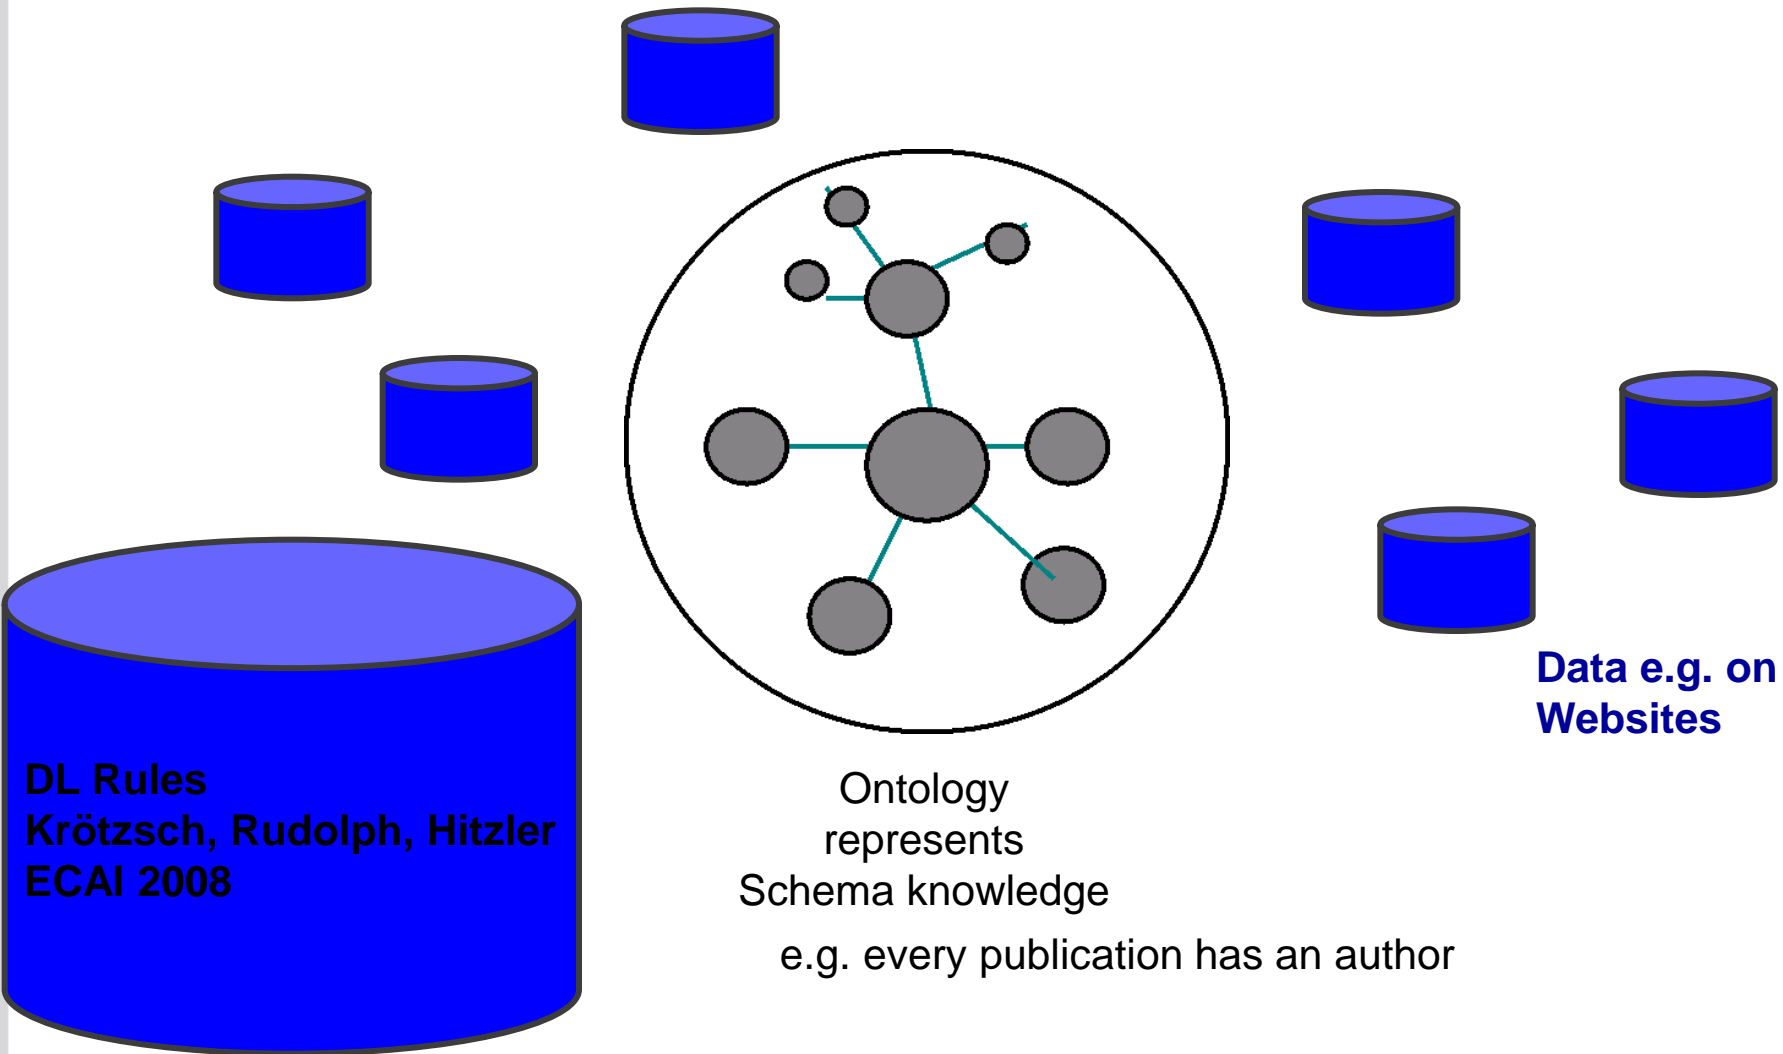 Data e.g. on
Websites
DL Rules
Krötzsch, Rudolph, Hitzler
ECAI 2008
Ontology
represents
Schema knowledge
e.g. every publication has an author